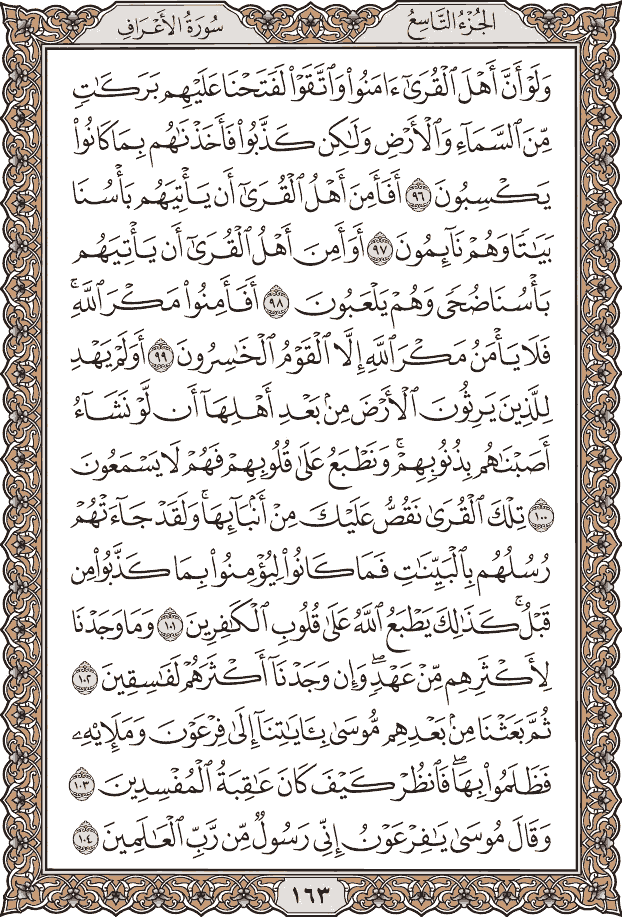 الجُزْءُ التَّاسِعُ
سُورَةُ الأَعْرَافِ
وَلَوْ أَنَّ أَهْلَ ٱلْقُرَىٰٓ ءَامَنُواْ وَٱتَّقَوْاْ لَفَتَحْنَا عَلَيْهِم بَرَكَٰتٍ
مِّنَ ٱلسَّمَآءِ وَٱلْأَرْضِ وَلَٰكِن كَذَّبُواْ فَأَخَذْنَٰهُم بِمَا كَانُواْ
يَكْسِبُونَ ٩٦ أَفَأَمِنَ أَهْلُ ٱلْقُرَىٰٓ أَن يَأْتِيَهُم بَأْسُنَا
بَيَٰتًا وَهُمْ نَآئِمُونَ ٩٧ أَوَأَمِنَ أَهْلُ ٱلْقُرَىٰٓ أَن يَأْتِيَهُم
بَأْسُنَا ضُحًى وَهُمْ يَلْعَبُونَ ٩٨ أَفَأَمِنُواْ مَكْرَ ٱللَّهِۚ
فَلَا يَأْمَنُ مَكْرَ ٱللَّهِ إِلَّا ٱلْقَوْمُ ٱلْخَٰسِرُونَ ٩٩ أَوَلَمْ يَهْدِ
لِلَّذِينَ يَرِثُونَ ٱلْأَرْضَ مِنۢ بَعْدِ أَهْلِهَآ أَن لَّوْ نَشَآءُ
أَصَبْنَٰهُم بِذُنُوبِهِمْۚ وَنَطْبَعُ عَلَىٰ قُلُوبِهِمْ فَهُمْ لَا يَسْمَعُونَ
١٠٠ تِلْكَ ٱلْقُرَىٰ نَقُصُّ عَلَيْكَ مِنْ أَنۢبَآئِهَاۚ وَلَقَدْ جَآءَتْهُمْ
رُسُلُهُم بِٱلْبَيِّنَٰتِ فَمَا كَانُواْ لِيُؤْمِنُواْ بِمَا كَذَّبُواْ مِن
قَبْلُۚ كَذَٰلِكَ يَطْبَعُ ٱللَّهُ عَلَىٰ قُلُوبِ ٱلْكَٰفِرِينَ ١٠١ وَمَا وَجَدْنَا
لِأَكْثَرِهِم مِّنْ عَهْدٍۖ وَإِن وَجَدْنَآ أَكْثَرَهُمْ لَفَٰسِقِينَ ١٠٢
ثُمَّ بَعَثْنَا مِنۢ بَعْدِهِم مُّوسَىٰ بِـَٔايَٰتِنَآ إِلَىٰ فِرْعَوْنَ وَمَلَإِيْهِۦ
فَظَلَمُواْ بِهَاۖ فَٱنظُرْ كَيْفَ كَانَ عَٰقِبَةُ ٱلْمُفْسِدِينَ ١٠٣
وَقَالَ مُوسَىٰ يَٰفِرْعَوْنُ إِنِّي رَسُولٌ مِّن رَّبِّ ٱلْعَٰلَمِينَ ١٠٤
١٦٣